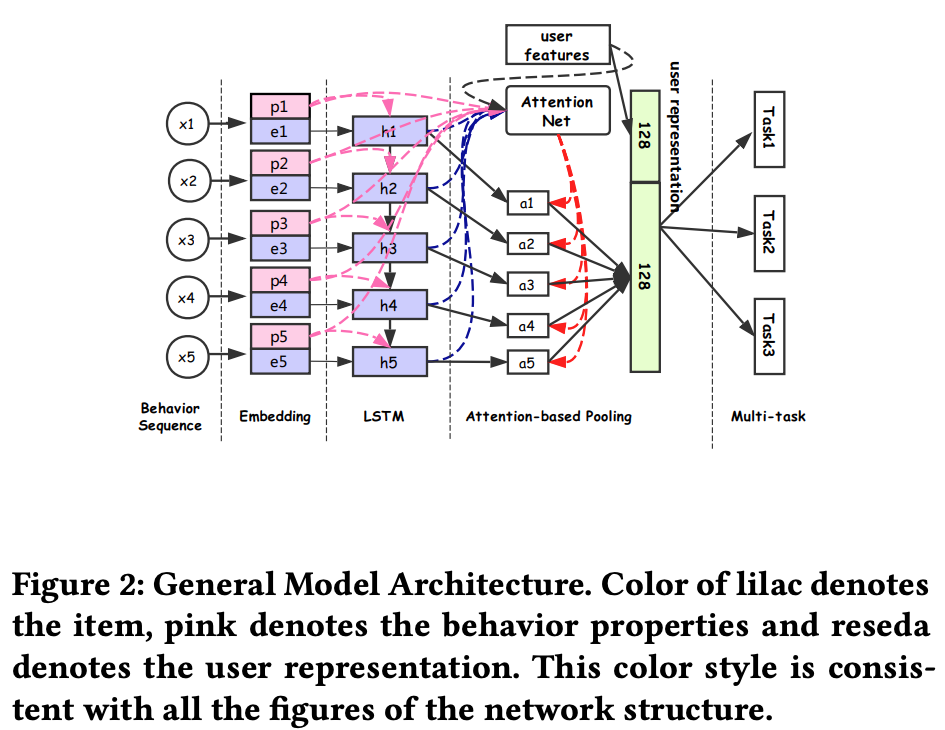 user
features
Attention
Net
x1
p1
e1
h1
x2
p2
e2
h2
x3
p3
e3
h3
x4
p4
e4
h4
x5
p5
e5
h5
a1
a2
a3
a4
a5
128
128
user representation
Task1
Task2
Task3
Behavior
Sequence
Embedding
LSTM
Attention-based Pooling
Multi-task
Figure 2: General Model Architecture. Color of lilac denotes
the item, pink denotes the behavior properties and reseda
denotes the user representation. This color style is consis-
tent with all the figures of the network structure.